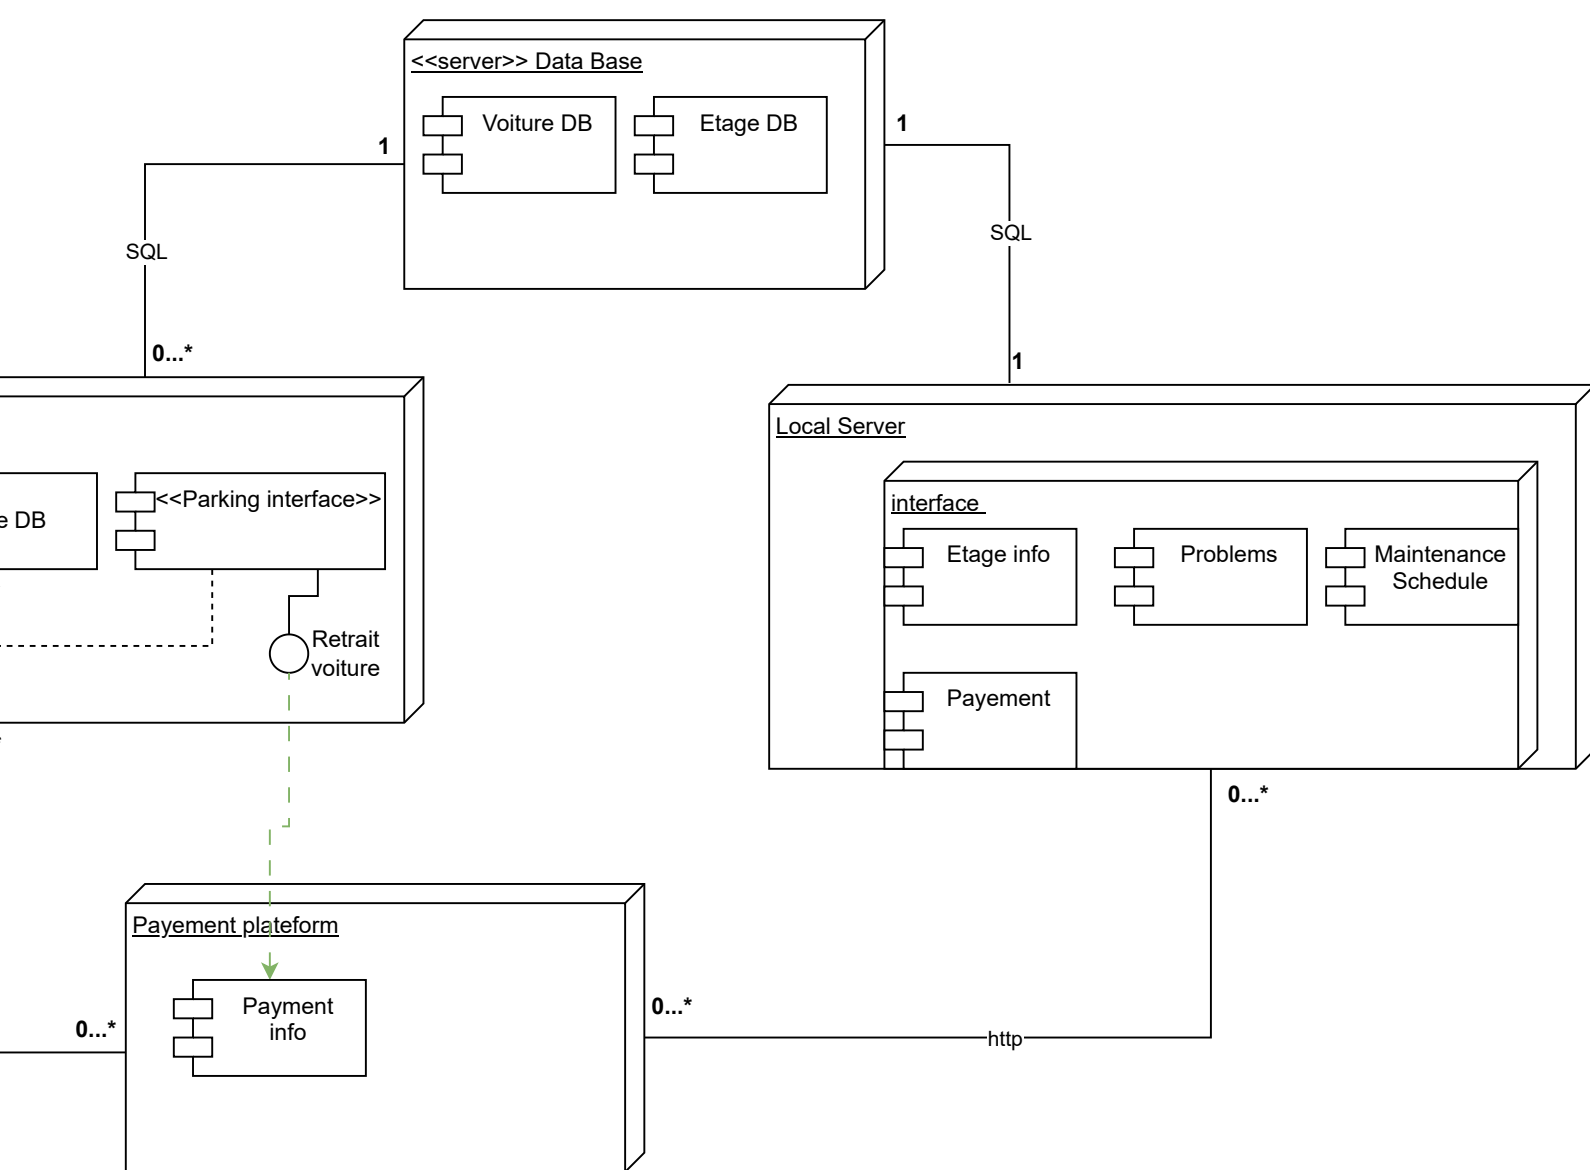 <<server>> Data Base
Voiture DB
Etage DB
1
1
SQL
SQL
0...*
1
Local Server
interface
e DB
<<Parking interface>>
Etage info
Problems
Maintenance
Schedule
Retrait
voiture
Payement
0...*
Payement plateform
Payment
info
0...*
0...*
http